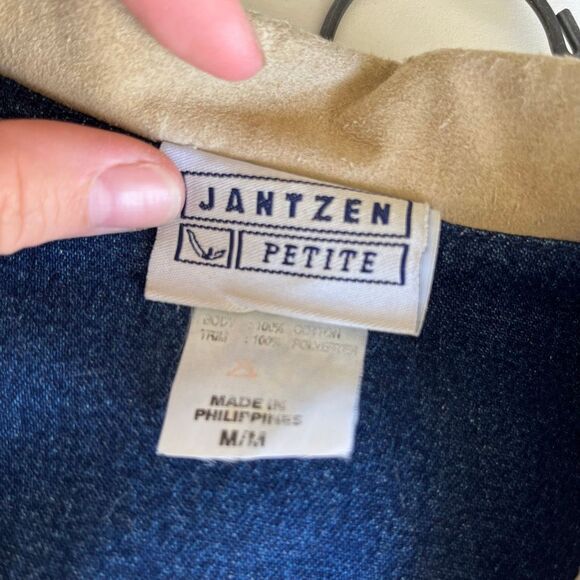 JANTZEN
PETITE
BODY : 100% COTTON
TRIM : 100% POLYESTER
MADE IN
PHILIPPINES
M/M